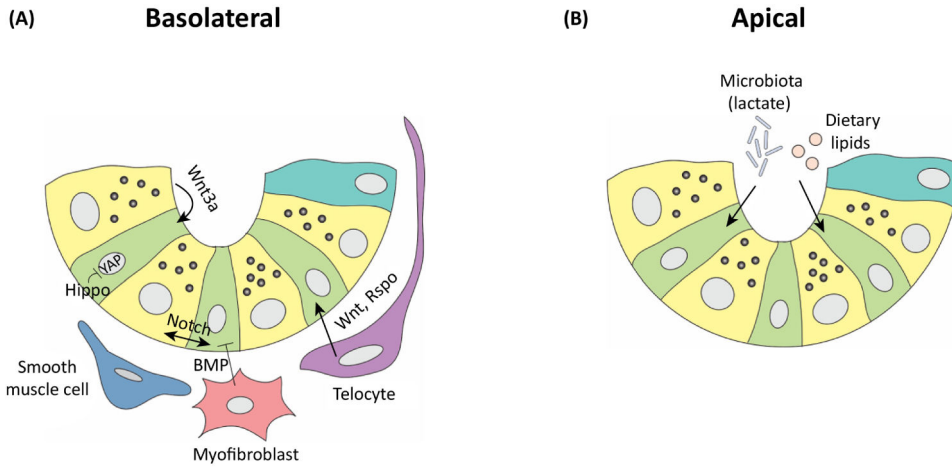 (A)
Basolateral
Wnt3a
YAP
Hippo
Notch
Wnt, Rspo
BMP
Smooth
muscle cell
Telocyte
Myofibroblast
(B)
Apical
Microbiota
(lactate)
Dietary
lipids